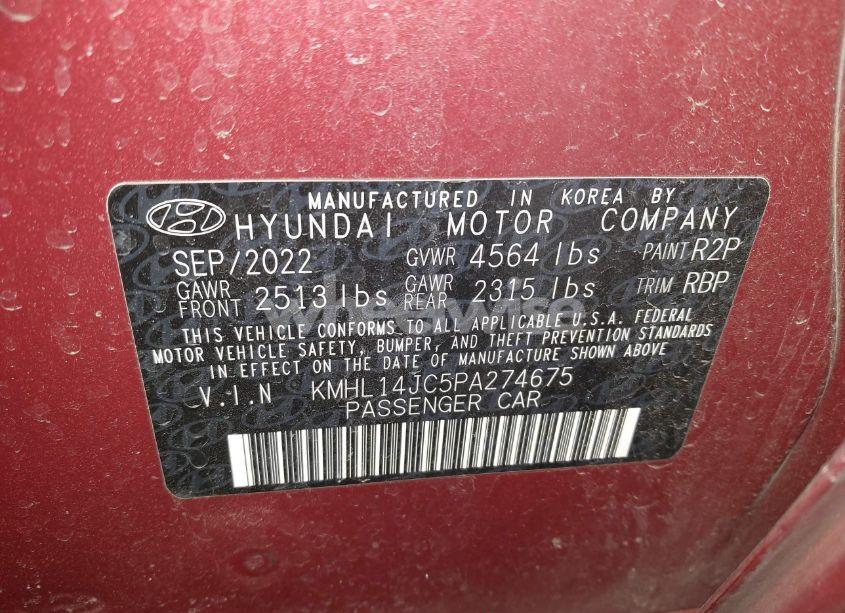 MANUFACTURED IN KOREA BY
HYUNDAI MOTOR COMPANY
SEP/2022 GVWR 4564 lbs PAINT R2P
GAWR FRONT 2513 lbs GAWR REAR 2315 lbs TRIM RBP
THIS VEHICLE CONFORMS TO ALL APPLICABLE U.S.A. FEDERAL
MOTOR VEHICLE SAFETY, BUMPER, AND THEFT PREVENTION STANDARDS
IN EFFECT ON THE DATE OF MANUFACTURE SHOWN ABOVE
V.I.N KMHL14JC5PA274675
PASSENGER CAR